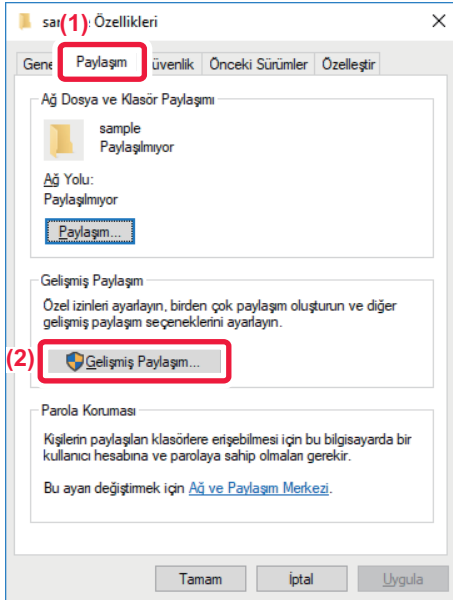 (1)
sample Özellikleri
Paylaşım
Önceki Sürümler
Özelleştir
Ağ Dosya ve Klasör Paylaşımı
sample
Paylaşılmıyor
Ağ Yolu:
Paylaşılmıyor
Paylaşım...
Gelişmiş Paylaşım
Özel izinleri ayarlayın, birden çok paylaşım oluşturun ve diğer
gelişmiş paylaşım seçeneklerini ayarlayın.
(2)
Gelişmiş Paylaşım...
Parola Koruması
Kişilerin paylaşılan klasörlere erişebilmesi için bu bilgisayarda bir
kullanıcı hesabına ve parolaya sahip olmaları gerekir.
Bu ayarı değiştirmek için Ağ ve Paylaşım Merkezi.
Tamam
İptal
Uygula